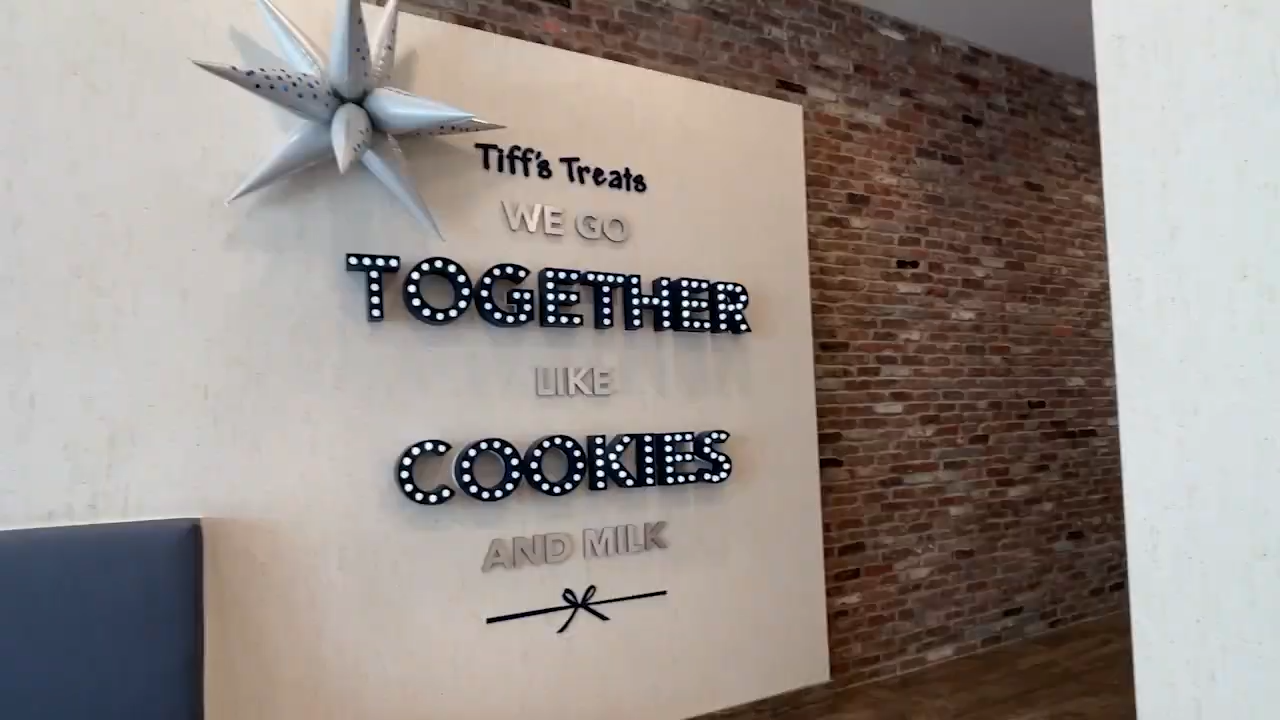 Tiff's Treats
WE GO
TOGETHER
LIKE
COOKIES
AND MILK